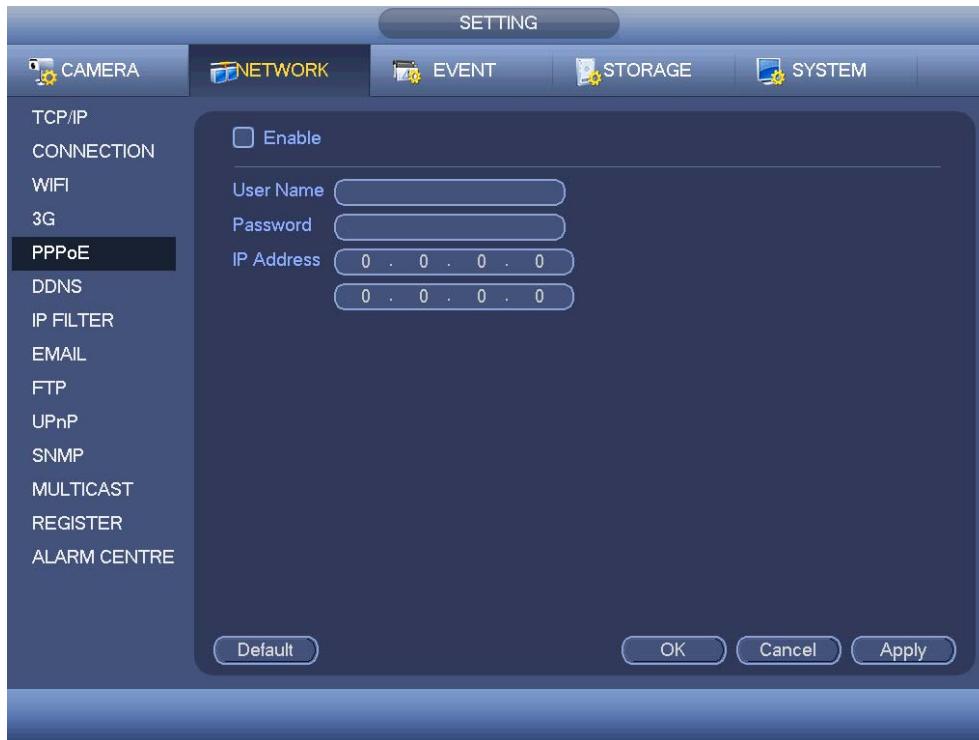 SETTING
CAMERA NETWORK EVENT STORAGE SYSTEM
TCP/IP
CONNECTION
WIFI
3G
PPPoE
DDNS
IP FILTER
EMAIL
FTP
UPnP
SNMP
MULTICAST
REGISTER
ALARM CENTRE
Enable
User Name
Password
IP Address 0 . 0 . 0 . 0
0 . 0 . 0 . 0
Default OK Cancel Apply